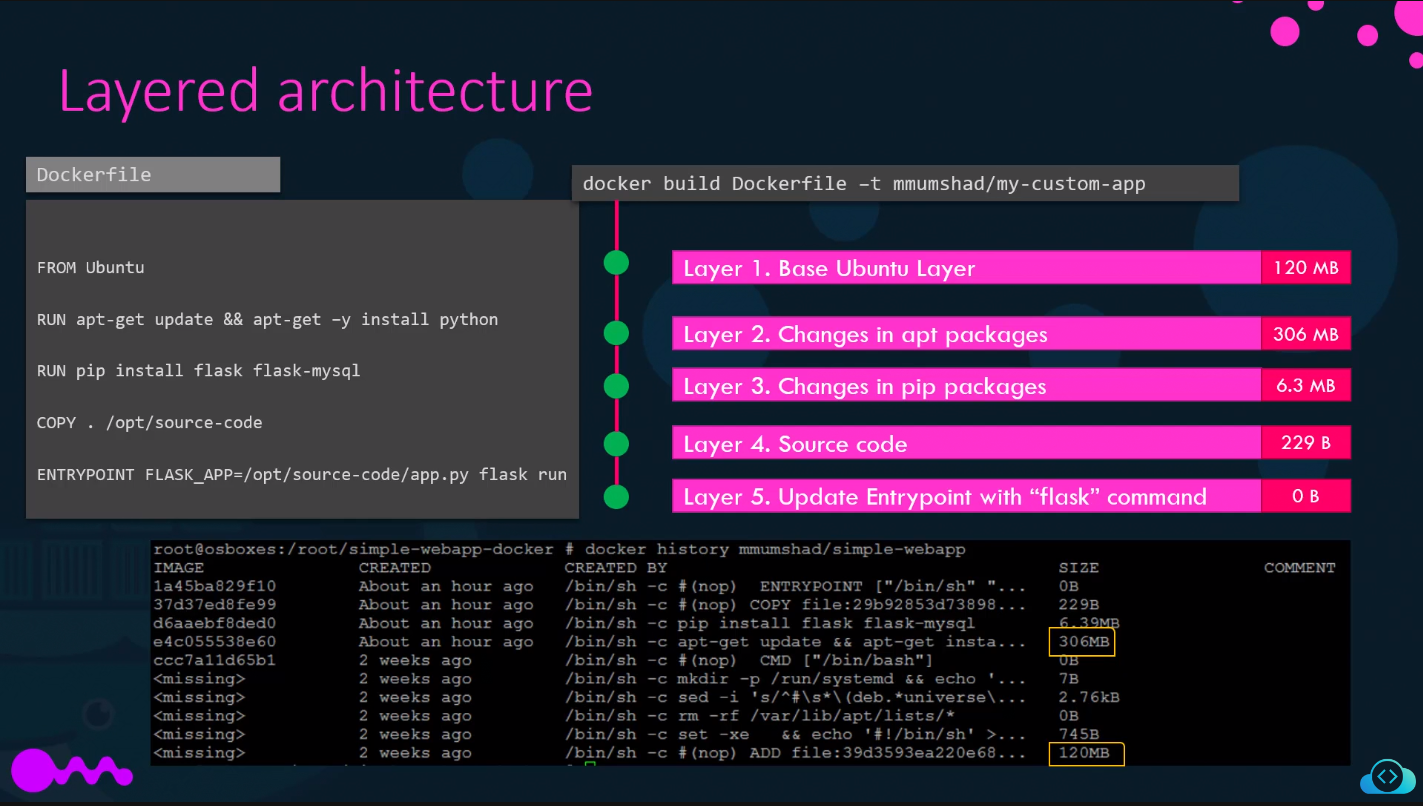 Layered architecture
Dockerfile
FROM Ubuntu
RUN apt-get update && apt-get –y install python
RUN pip install flask flask-mysql
COPY . /opt/source-code
ENTRYPOINT FLASK_APP=/opt/source-code/app.py flask run
docker build Dockerfile –t mmumshad/my-custom-app
Layer 1. Base Ubuntu Layer 120 MB
Layer 2. Changes in apt packages 306 MB
Layer 3. Changes in pip packages 6.3 MB
Layer 4. Source code 229 B
Layer 5. Update Entrypoint with “flask” command 0 B
root@osboxes:/root/simple-webapp-docker # docker history mmumshad/simple-webapp
IMAGE CREATED CREATED BY SIZE COMMENT
1a45ba829f10 About an hour ago /bin/sh -c #(nop) ENTRYPOINT ["/bin/sh" "... 0B
37d37ed8fe99 About an hour ago /bin/sh -c #(nop) COPY file:29b92853d73898... 229B
d6aaebf8ded0 About an hour ago /bin/sh -c pip install flask flask-mysql 6.39MB
e4c055538e60 About an hour ago /bin/sh -c apt-get update && apt-get insta... 306MB
ccc7a11d65b1 2 weeks ago /bin/sh -c #(nop) CMD ["/bin/bash"] 0B
<missing> 2 weeks ago /bin/sh -c mkdir -p /run/systemd && echo '... 7B
<missing> 2 weeks ago /bin/sh -c sed -i 's/^#\s*\(deb.*universe\... 2.76kB
<missing> 2 weeks ago /bin/sh -c rm -rf /var/lib/apt/lists/* 0B
<missing> 2 weeks ago /bin/sh -c set -xe && echo '#!/bin/sh' >... 745B
<missing> 2 weeks ago /bin/sh -c #(nop) ADD file:39d3593ea220e68... 120MB